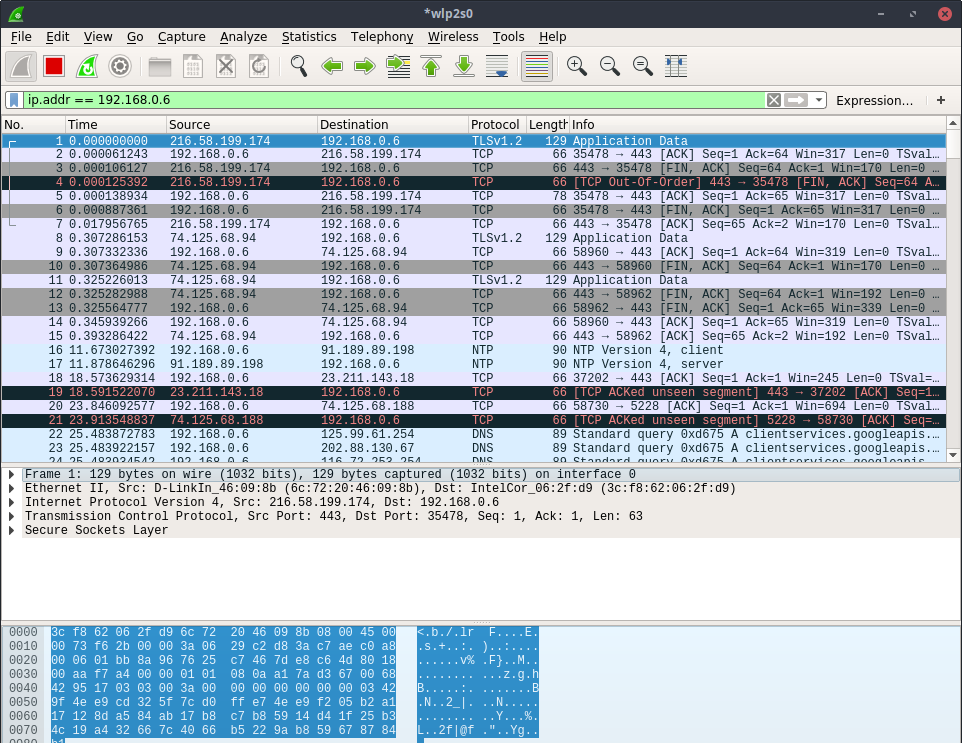 *wlp2s0
File Edit View Go Capture Analyze Statistics Telephony Wireless Tools Help
ip.addr == 192.168.0.6 Expression… +
No. Time Source Destination Protocol Length Info
1 0.000000000 216.58.199.174 192.168.0.6 TLSv1.2 129 Application Data
2 0.000061243 192.168.0.6 216.58.199.174 TCP 66 35478 → 443 [ACK] Seq=1 Ack=64 Win=317 Len=0 TSval…
3 0.000106127 216.58.199.174 192.168.0.6 TCP 66 443 → 35478 [FIN, ACK] Seq=64 Ack=1 Win=170 Len=0 …
4 0.000125392 216.58.199.174 192.168.0.6 TCP 66 [TCP Out-Of-Order] 443 → 35478 [FIN, ACK] Seq=64 A…
5 0.000138934 192.168.0.6 216.58.199.174 TCP 78 35478 → 443 [ACK] Seq=1 Ack=65 Win=317 Len=0 TSval…
6 0.000887361 192.168.0.6 216.58.199.174 TCP 66 35478 → 443 [FIN, ACK] Seq=1 Ack=65 Win=317 Len=0 …
7 0.017956765 216.58.199.174 192.168.0.6 TCP 66 443 → 35478 [ACK] Seq=65 Ack=2 Win=170 Len=0 TSval…
8 0.307286153 74.125.68.94 192.168.0.6 TLSv1.2 129 Application Data
9 0.307332336 192.168.0.6 74.125.68.94 TCP 66 58960 → 443 [ACK] Seq=1 Ack=64 Win=319 Len=0 TSval…
10 0.307364986 74.125.68.94 192.168.0.6 TCP 66 443 → 58960 [FIN, ACK] Seq=64 Ack=1 Win=170 Len=0 …
11 0.325226013 74.125.68.94 192.168.0.6 TLSv1.2 129 Application Data
12 0.325282988 74.125.68.94 192.168.0.6 TCP 66 443 → 58962 [FIN, ACK] Seq=64 Ack=1 Win=192 Len=0 …
13 0.325564777 192.168.0.6 74.125.68.94 TCP 66 58962 → 443 [FIN, ACK] Seq=1 Ack=65 Win=339 Len=0 …
14 0.345939266 192.168.0.6 74.125.68.94 TCP 66 58960 → 443 [ACK] Seq=1 Ack=65 Win=319 Len=0 TSval…
15 0.393286422 74.125.68.94 192.168.0.6 TCP 66 443 → 58962 [ACK] Seq=65 Ack=2 Win=192 Len=0 TSval…
16 11.673027392 192.168.0.6 91.189.89.198 NTP 90 NTP Version 4, client
17 11.878646296 91.189.89.198 192.168.0.6 NTP 90 NTP Version 4, server
18 18.573629314 192.168.0.6 23.211.143.18 TCP 66 37202 → 443 [ACK] Seq=1 Ack=1 Win=245 Len=0 TSval=…
19 18.591522070 23.211.143.18 192.168.0.6 TCP 66 [TCP ACKed unseen segment] 443 → 37202 [ACK] Seq=1…
20 23.846092577 192.168.0.6 74.125.68.188 TCP 66 58730 → 5228 [ACK] Seq=1 Ack=1 Win=694 Len=0 TSval…
21 23.913548837 74.125.68.188 192.168.0.6 TCP 66 [TCP ACKed unseen segment] 5228 → 58730 [ACK] Seq=…
22 25.483872783 192.168.0.6 125.99.61.254 DNS 89 Standard query 0xd675 A clientservices.googleapis.…
23 25.483922157 192.168.0.6 202.88.130.67 DNS 89 Standard query 0xd675 A clientservices.googleapis.…
192.168.0.6 116.72.253.254 DNS 89 Standard query 0xd675 A clientservices.googleapis.…
Frame 1: 129 bytes on wire (1032 bits), 129 bytes captured (1032 bits) on interface 0
Ethernet II, Src: D-LinkIn_46:09:8b (6c:72:20:46:09:8b), Dst: IntelCor_06:2f:d9 (3c:f8:62:06:2f:d9)
Internet Protocol Version 4, Src: 216.58.199.174, Dst: 192.168.0.6
Transmission Control Protocol, Src Port: 443, Dst Port: 35478, Seq: 1, Ack: 1, Len: 63
Secure Sockets Layer
0000 3c f8 62 06 2f d9 6c 72 20 46 09 8b 08 00 45 00 <.b./.lr F....E.
0010 00 73 f6 2b 00 00 3a 06 29 c2 d8 3a c7 ae c0 a8 .s.+..:. )..:....
0020 00 06 01 bb 8a 96 76 25 c7 46 7d e8 c6 4d 80 18 ......v% .F}..M..
0030 00 aa f7 a4 00 00 01 01 08 0a a1 7a d3 67 00 68 ........ ...z.g.h
0040 42 95 17 03 03 00 3a 00 00 00 00 00 00 00 03 42 B.....:. .......B
0050 9f 4e e9 cd 32 5f 7c d0 ff e7 4e e9 f2 05 b2 a1 .N..2_|. ..N.....
0060 17 12 8d a5 84 ab 17 b8 c7 b8 59 14 d4 1f 25 b3 ........ ..Y...%.
0070 4c 19 a4 32 66 7c 40 66 b5 22 9a b8 59 67 87 84 L..2f|@f ."..Yg..
0080 b1 .